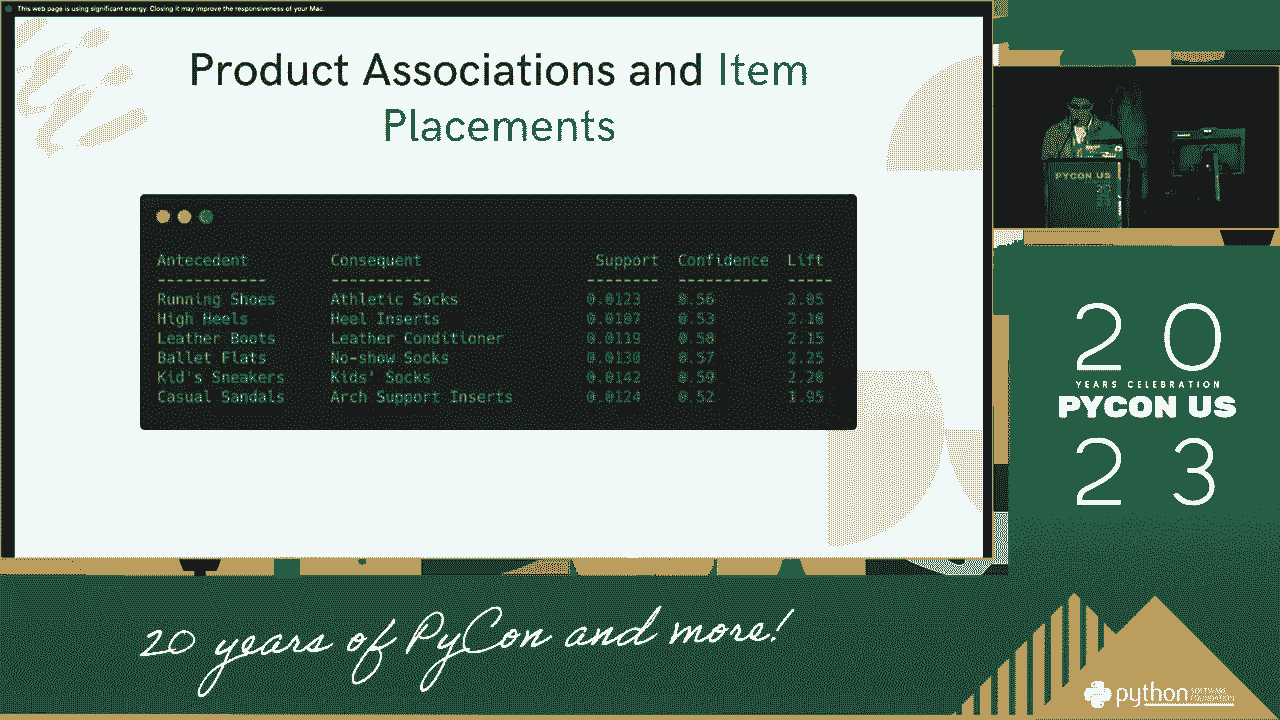 This web page is using significant energy. Closing it may improve the responsiveness of your Mac.
Product Associations and Item
Placements
Antecedent Consequent Support Confidence Lift
----------- ----------- -------- ---------- -----
Running Shoes Athletic Socks 0.0123 0.56 2.05
High Heels Heel Inserts 0.0107 0.53 2.10
Leather Boots Leather Conditioner 0.0119 0.58 2.15
Ballet Flats No-show Socks 0.0130 0.57 2.25
Kid's Sneakers Kids' Socks 0.0142 0.59 2.20
Casual Sandals Arch Support Inserts 0.0124 0.52 1.95
PYCON US
20
20
YEARS CELEBRATION
PYCON US
23
20 years of PyCon and more!
python SOFTWARE
FOUNDATION